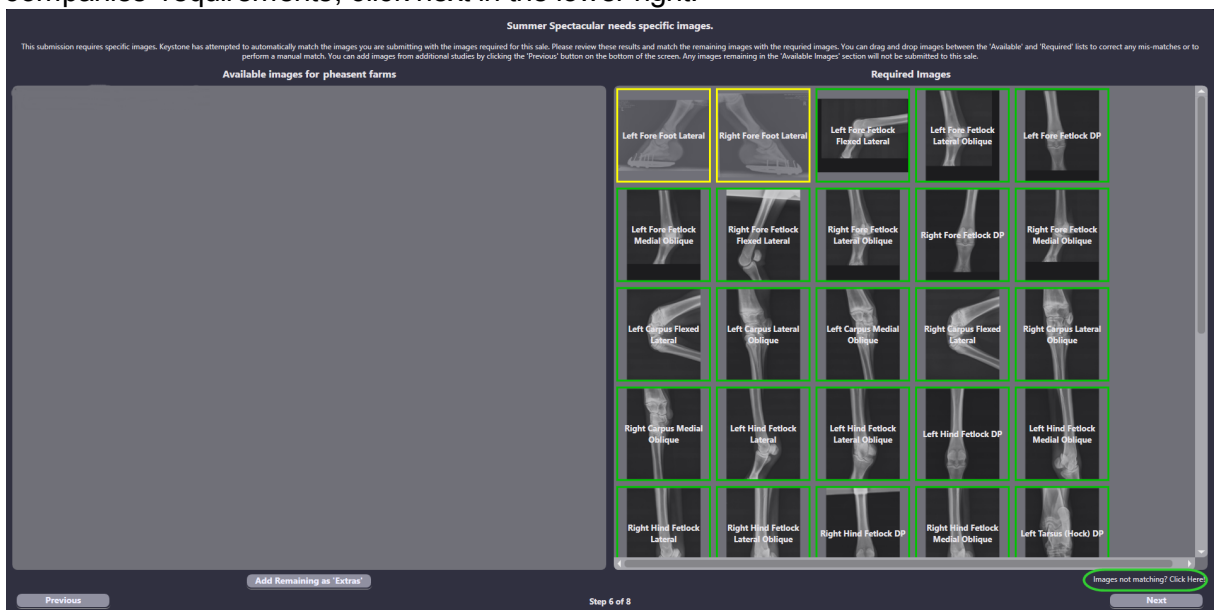 companies' requirements, click next in the lower right.
Summer Spectacular needs specific images.
This submission requires specific images. Keystone has attempted to automatically match the images you are submitting with the images required for this sale. Please review these results and match the remaining images with the requried images. You can drag and drop images between the 'Available' and 'Required' lists to correct any mis-matches or to
perform a manual match. You can add images from additional studies by clicking the 'Previous' button on the bottom of the screen. Any images remaining in the 'Available Images' section will not be submitted to this sale.
Available images for pheasent farms
Required Images
Left Fore Foot Lateral
Right Fore Foot Lateral
Left Fore Fetlock
Flexed Lateral
Left Fore Fetlock
Lateral Oblique
Left Fore Fetlock DP
Left Fore Fetlock
Medial Oblique
Right Fore Fetlock
Flexed Lateral
Right Fore Fetlock
Lateral Oblique
Right Fore Fetlock DP
Right Fore Fetlock
Medial Oblique
Left Carpus Flexed
Lateral
Left Carpus Lateral
Oblique
Left Carpus Medial
Oblique
Right Carpus Flexed
Lateral
Right Carpus Lateral
Oblique
Right Carpus Medial
Oblique
Left Hind Fetlock
Lateral
Left Hind Fetlock
Lateral Oblique
Left Hind Fetlock DP
Left Hind Fetlock
Medial Oblique
Right Hind Fetlock
Lateral
Right Hind Fetlock
Lateral Oblique
Right Hind Fetlock DP
Right Hind Fetlock
Medial Oblique
Left Tarsus (Hock) DP
Add Remaining as 'Extras'
Images not matching? Click Here!
Previous
Step 6 of 8
Next